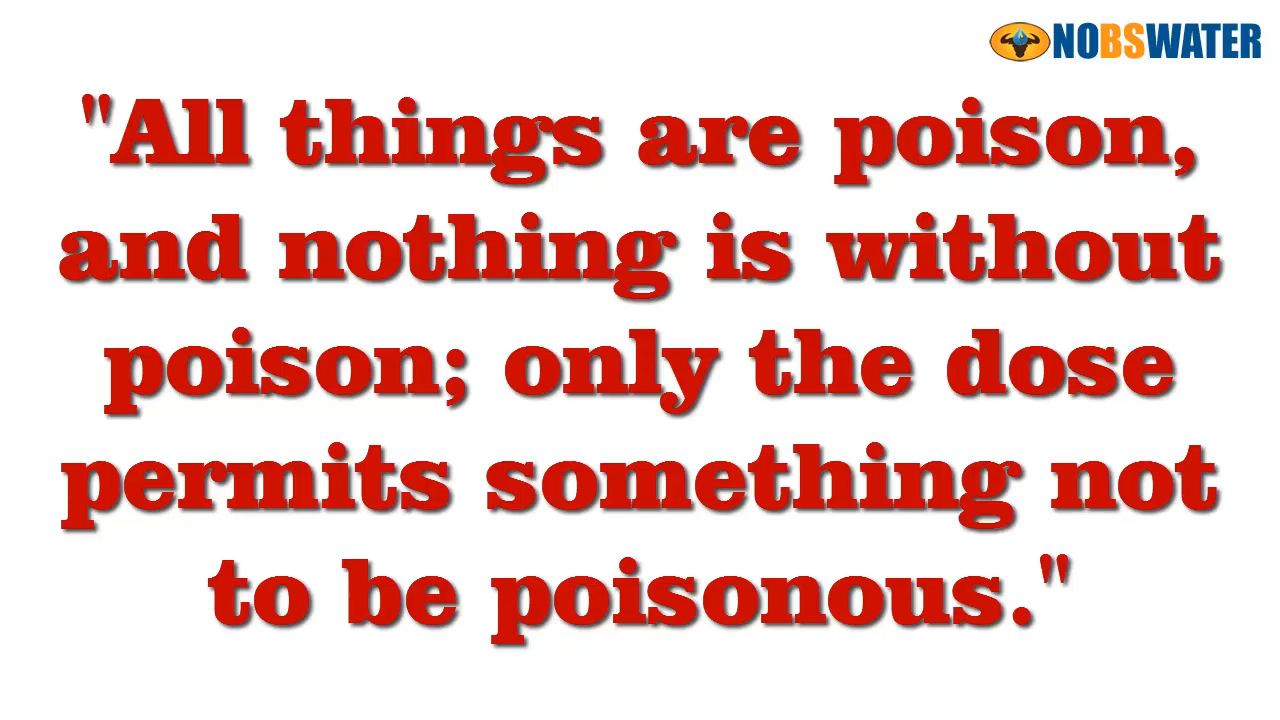 NOBSWATER
"All things are poison,
and nothing is without
poison; only the dose
permits something not
to be poisonous."